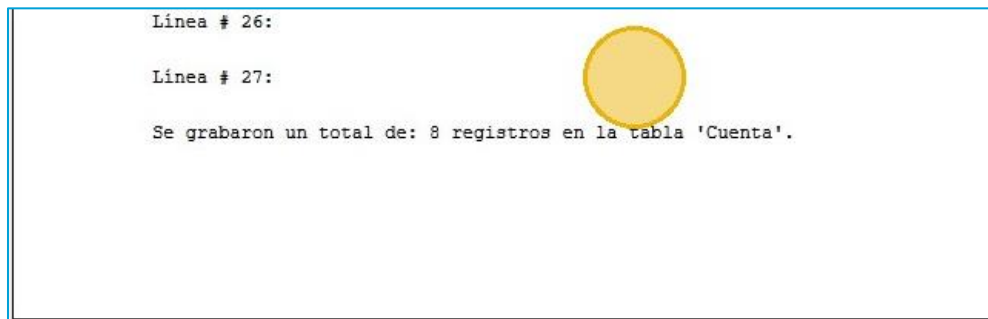 Línea # 26:
Línea # 27:
Se grabaron un total de: 8 registros en la tabla 'Cuenta'.